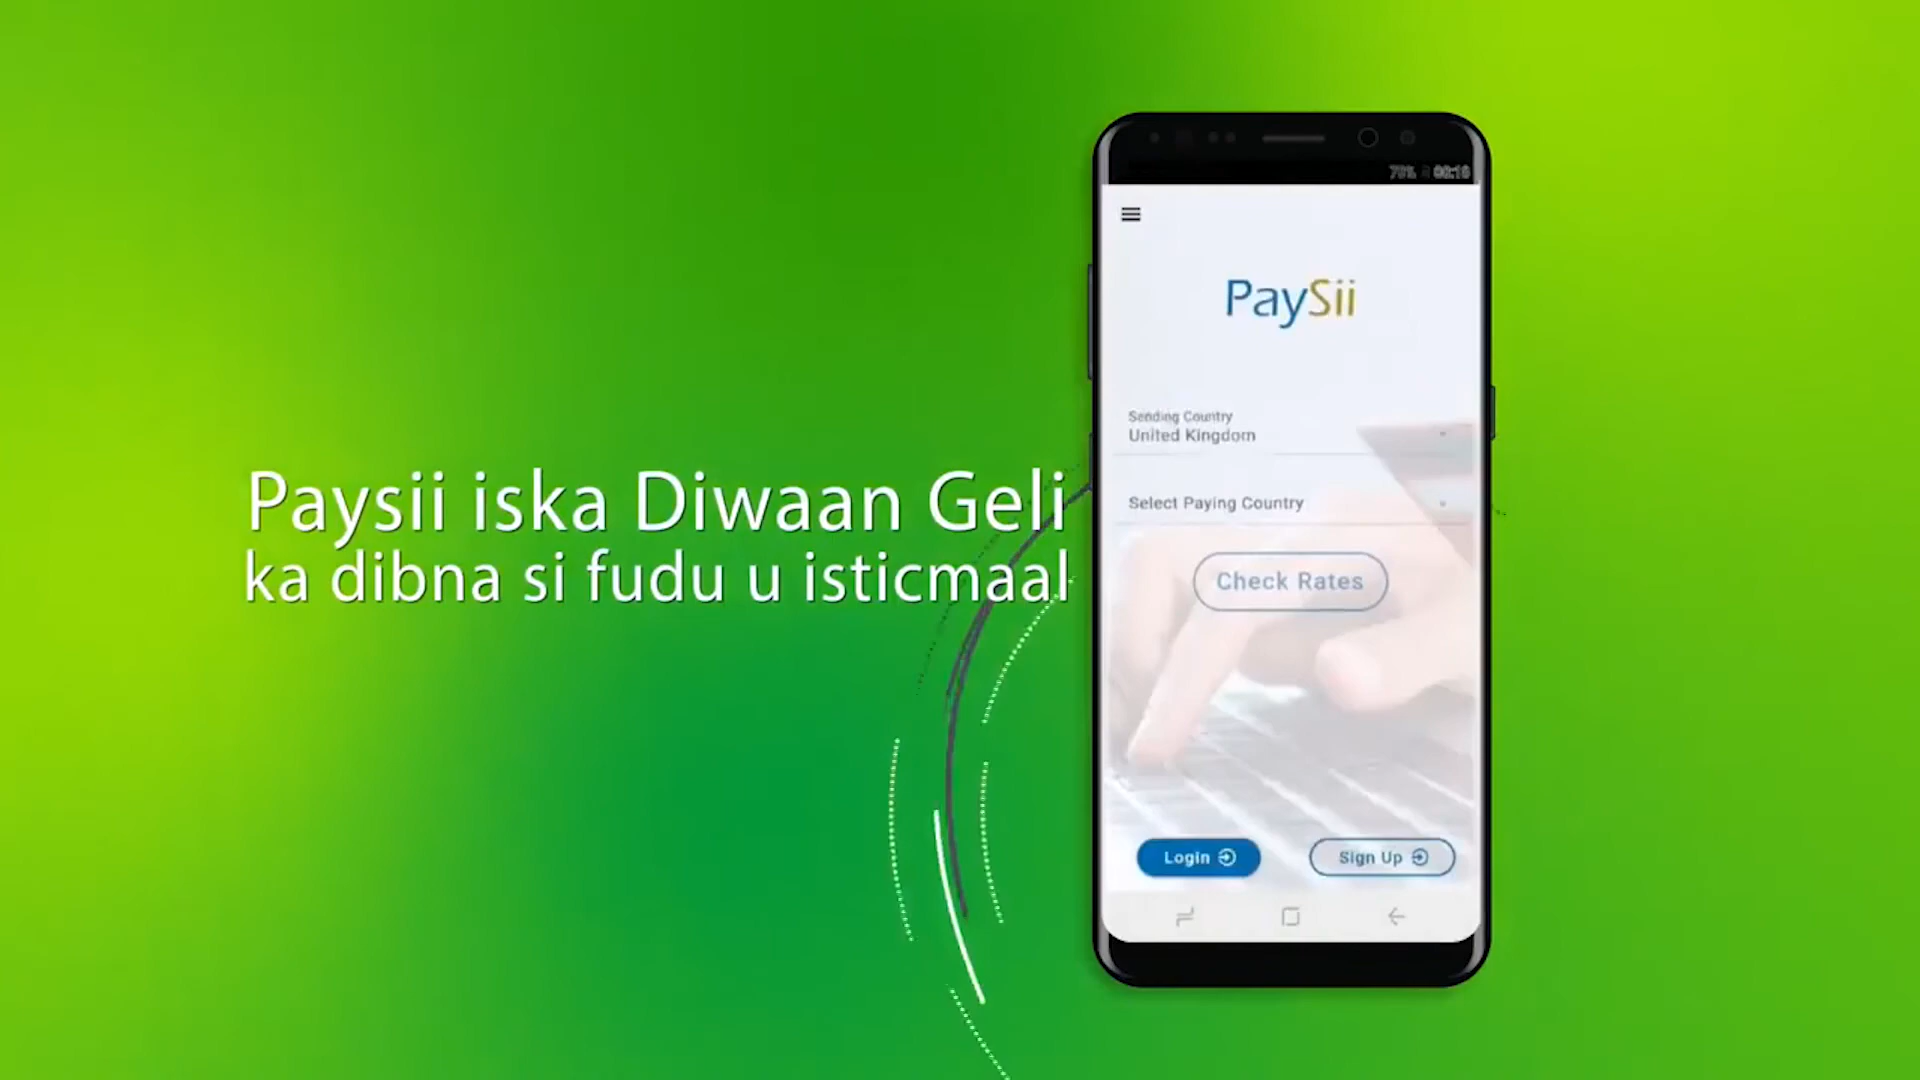 Paysii iska Diwaan Geli
ka dibna si fudu u isticmaal
PaySii
Sending Country
United Kingdom
Select Paying Country
Check Rates
Login
Sign Up